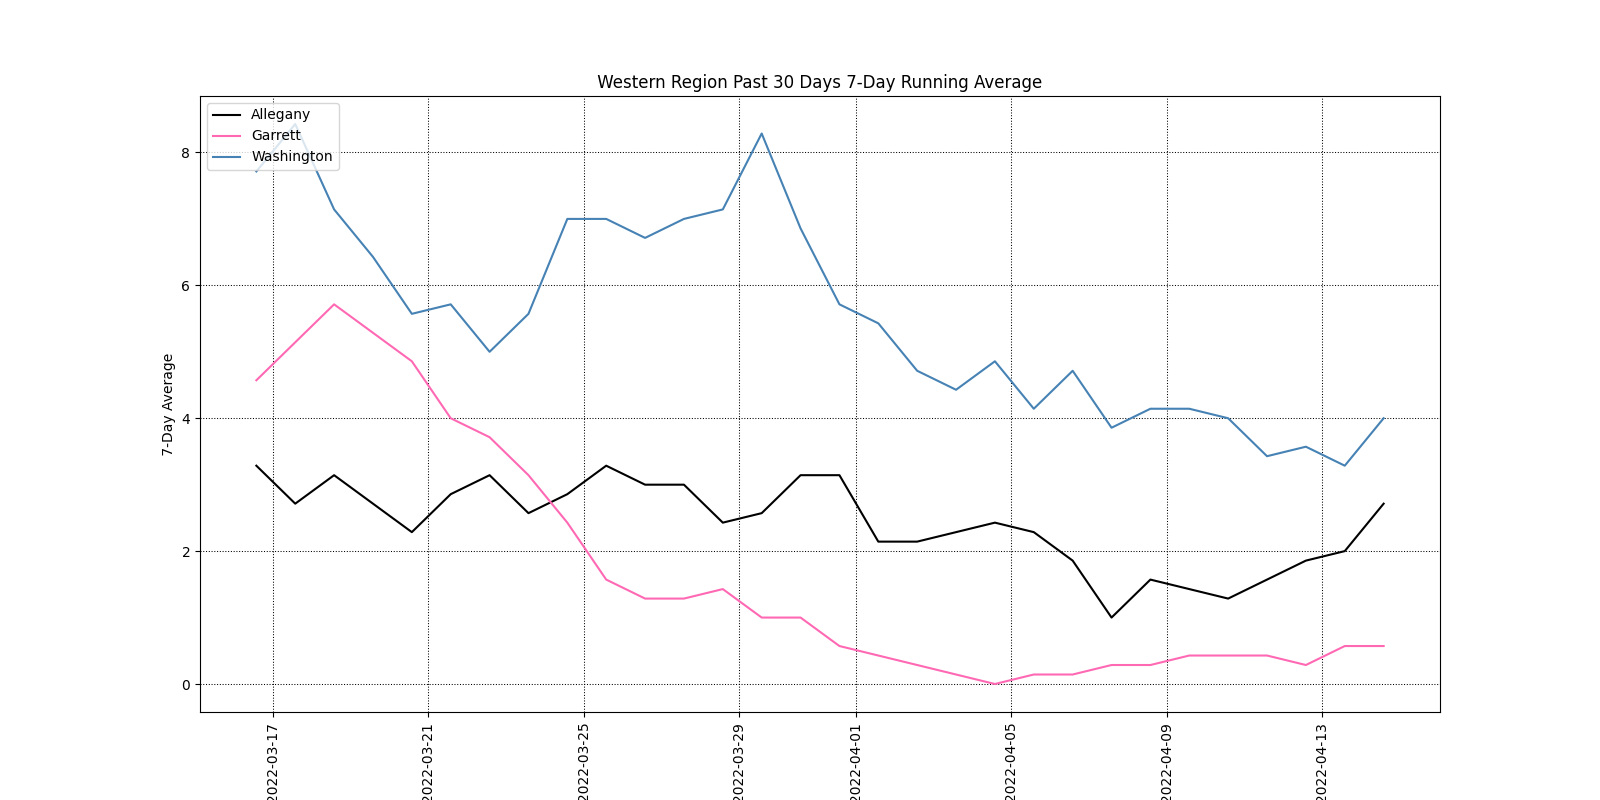 Western Region Past 30 Days 7-Day Running Average
Allegany
Garrett
Washington
7-Day Average
8
6
4
2
0
2022-03-17
2022-03-21
2022-03-25
2022-03-29
2022-04-01
2022-04-05
2022-04-09
2022-04-13